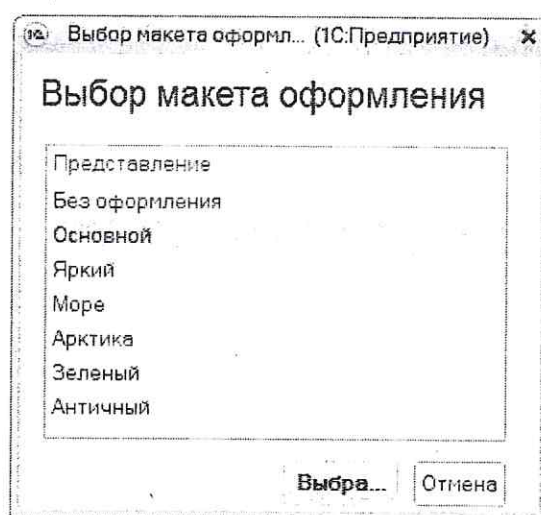 1С Выбор макета оформл... (1С:Предприятие)
Выбор макета оформления
Представление
Без оформления
Основной
Яркий
Море
Арктика
Зеленый
Античный
Выбра... Отмена